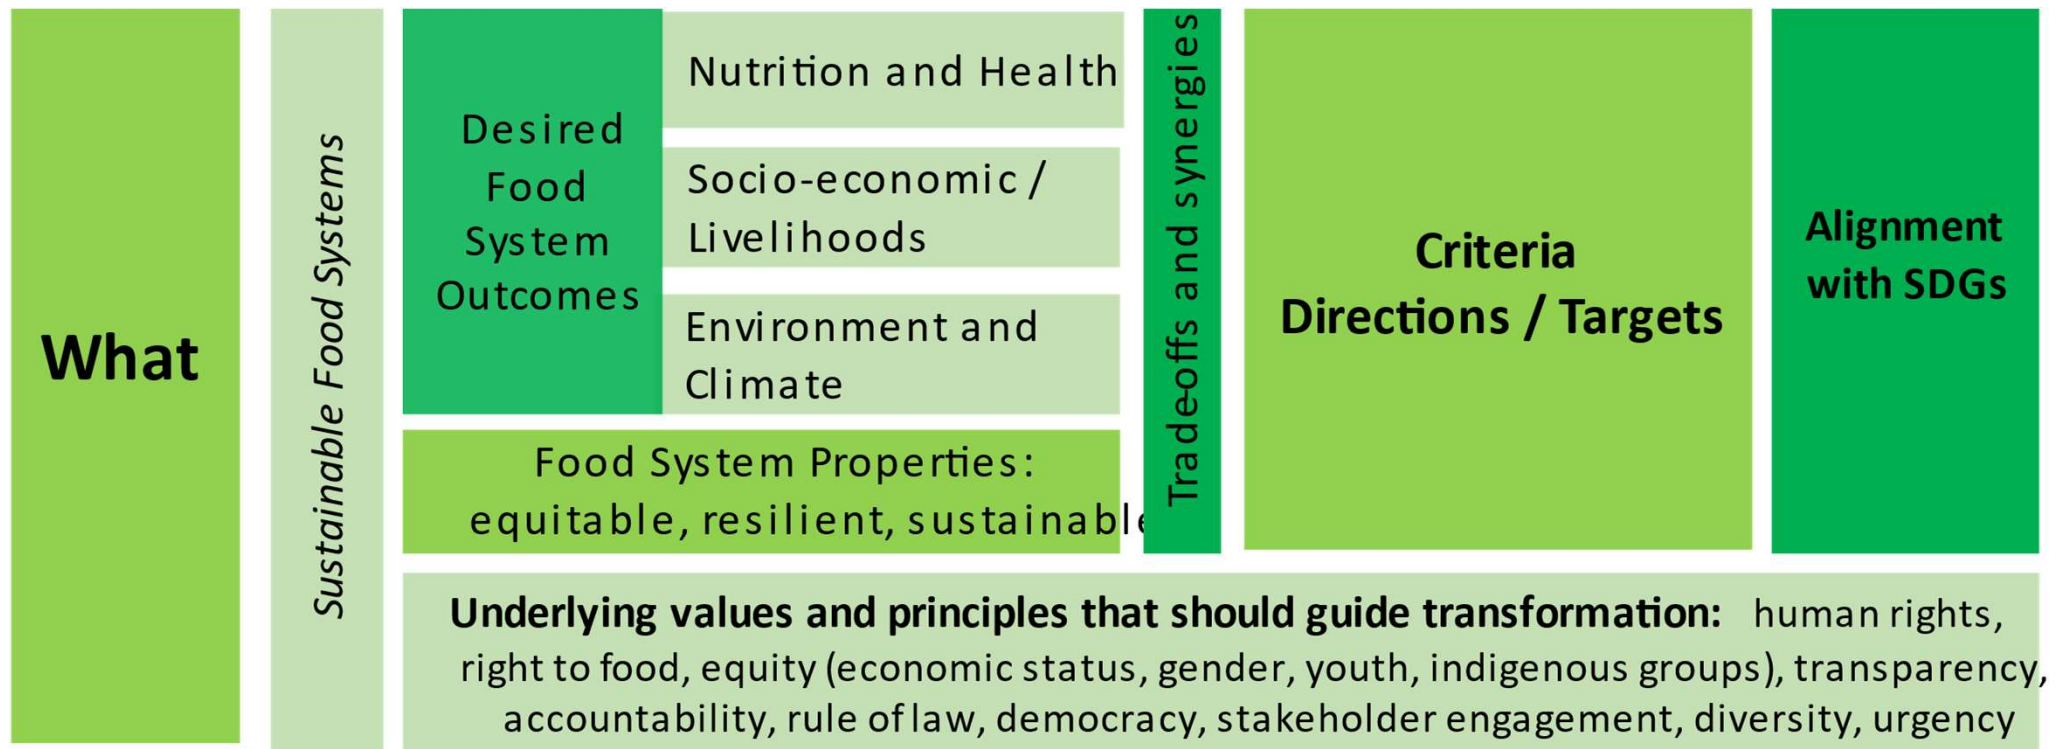 What
Sustainable Food Systems
Desired
Food
System
Outcomes
Nutrition and Health
Socio-economic /
Livelihoods
Environment and
Climate
Food System Properties:
equitable, resilient, sustainable
Trade-offs and synergies
Criteria
Directions / Targets
Alignment
with SDGs
Underlying values and principles that should guide transformation: human rights,
right to food, equity (economic status, gender, youth, indigenous groups), transparency,
accountability, rule of law, democracy, stakeholder engagement, diversity, urgency